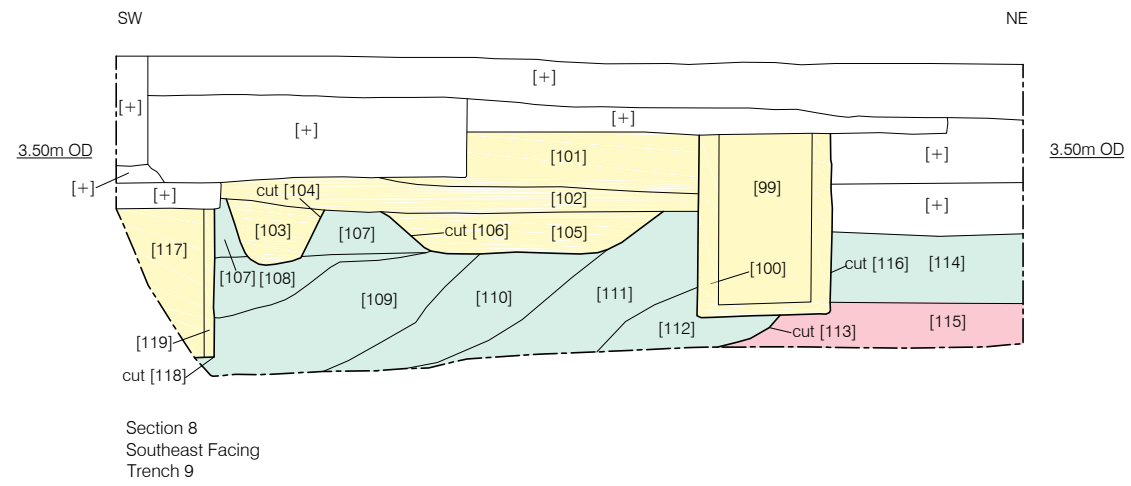 SW
NE
[+]
[+]
[+]
[+]
3.50m OD
3.50m OD
[101]
[+]
[+]
cut [104]
[+]
[99]
[102]
[+]
[103]
[107]
cut [106]
[105]
[117]
[107]
[108]
[100]
cut [116]
[114]
[109]
[110]
[111]
[112]
[115]
cut [113]
[119]
cut [118]
Section 8
Southeast Facing
Trench 9